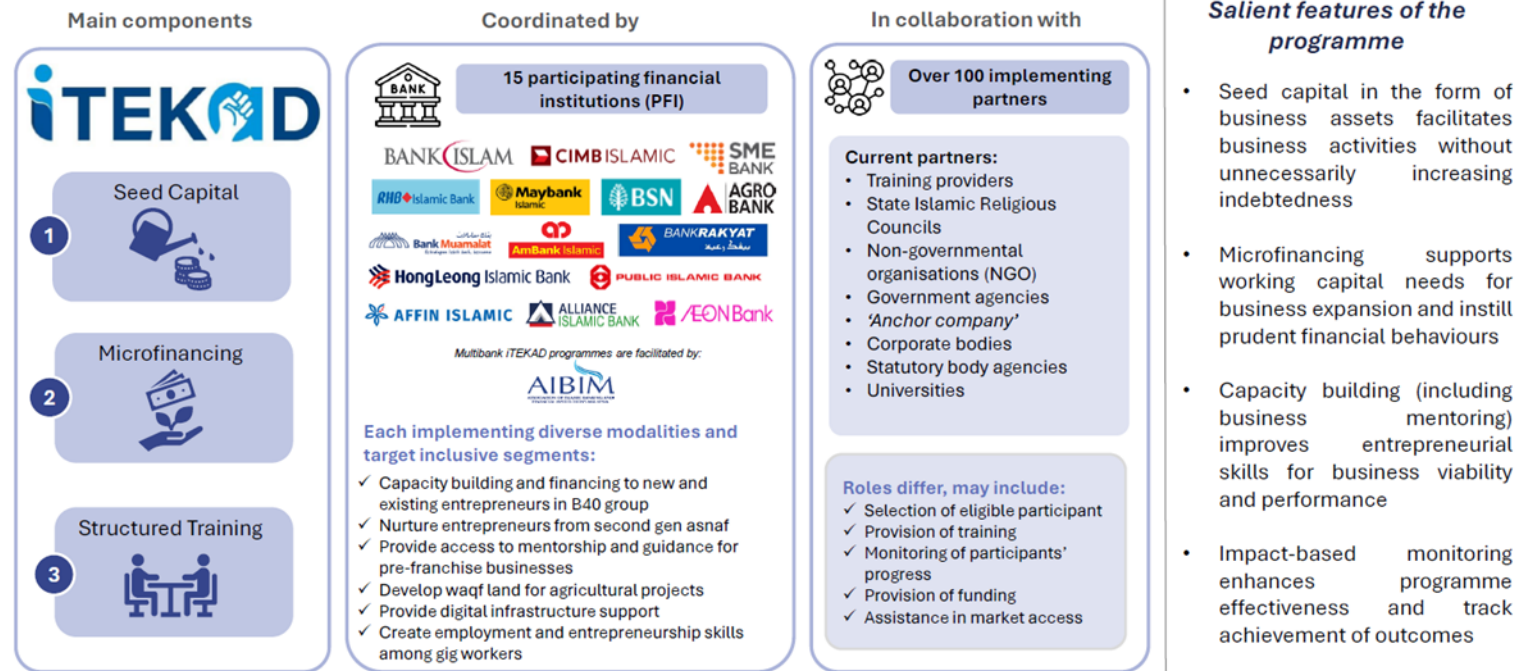 Main components
iTEKAD
1
Seed Capital
2
Microfinancing
3
Structured Training
Coordinated by
BANK
15 participating financial
institutions (PFI)
BANK ISLAM
CIMB ISLAMIC
SME
BANK
RHB Islamic Bank
Maybank
Islamic
BSN
AGRO
BANK
Bank Muamalat
AmBank Islamic
BANK RAKYAT
HongLeong Islamic Bank
PUBLIC ISLAMIC BANK
AFFIN ISLAMIC
ALLIANCE
ISLAMIC BANK
ÆON Bank
Multibank iTEKAD programmes are facilitated by:
AIBIM
Each implementing diverse modalities and
target inclusive segments:
✓ Capacity building and financing to new and
existing entrepreneurs in B40 group
✓ Nurture entrepreneurs from second gen asnaf
✓ Provide access to mentorship and guidance for
pre-franchise businesses
✓ Develop waqf land for agricultural projects
✓ Provide digital infrastructure support
✓ Create employment and entrepreneurship skills
among gig workers
In collaboration with
Over 100 implementing
partners
Current partners:
• Training providers
• State Islamic Religious
Councils
• Non-governmental
organisations (NGO)
• Government agencies
• ‘Anchor company’
• Corporate bodies
• Statutory body agencies
• Universities
Roles differ, may include:
✓ Selection of eligible participant
✓ Provision of training
✓ Monitoring of participants’
progress
✓ Provision of funding
✓ Assistance in market access
Salient features of the
programme
• Seed capital in the form of
business assets facilitates
business activities without
unnecessarily increasing
indebtedness
• Microfinancing supports
working capital needs for
business expansion and instill
prudent financial behaviours
• Capacity building (including
business mentoring)
improves entrepreneurial
skills for business viability
and performance
• Impact-based monitoring
enhances programme
effectiveness and track
achievement of outcomes